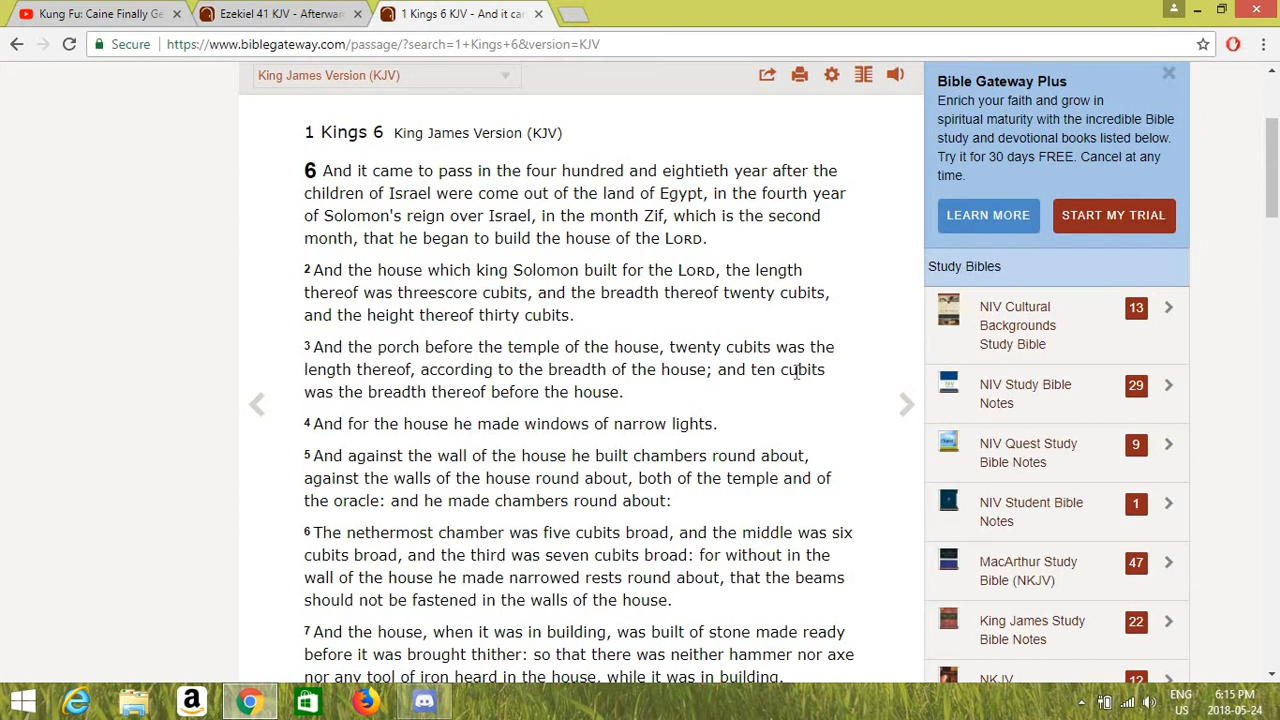 Kung Fu: Caine Finally Ge
Ezekiel 41 KJV - Afterwar
1 Kings 6 KJV - And it ca
Secure
https://www.biblegateway.com/passage/?search=1+Kings+6&version=KJV
King James Version (KJV)
1 Kings 6 King James Version (KJV)
6 And it came to pass in the four hundred and eightieth year after the
children of Israel were come out of the land of Egypt, in the fourth year
of Solomon's reign over Israel, in the month Zif, which is the second
month, that he began to build the house of the LORD.
2 And the house which king Solomon built for the LORD, the length
thereof was threescore cubits, and the breadth thereof twenty cubits,
and the height thereof thirty cubits.
3 And the porch before the temple of the house, twenty cubits was the
length thereof, according to the breadth of the house; and ten cubits
was the breadth thereof before the house.
4 And for the house he made windows of narrow lights.
5 And against the wall of the house he built chambers round about,
against the walls of the house round about, both of the temple and of
the oracle: and he made chambers round about:
6 The nethermost chamber was five cubits broad, and the middle was six
cubits broad, and the third was seven cubits broad: for without in the
wall of the house he made narrowed rests round about, that the beams
should not be fastened in the walls of the house.
7 And the house, when it was in building, was built of stone made ready
before it was brought thither: so that there was neither hammer nor axe
nor any tool of iron heard in the house, while it was in building.
Bible Gateway Plus
Enrich your faith and grow in
spiritual maturity with the incredible Bible
study and devotional books listed below.
Try it for 30 days FREE. Cancel at any
time.
LEARN MORE
START MY TRIAL
Study Bibles
NIV Cultural
Backgrounds
Study Bible
13
NIV Study Bible
Notes
29
NIV Quest Study
Bible Notes
9
NIV Student Bible
Notes
1
MacArthur Study
Bible (NKJV)
47
King James Study
Bible Notes
22
NKJV
12
ENG
US
6:15 PM
2018-05-24